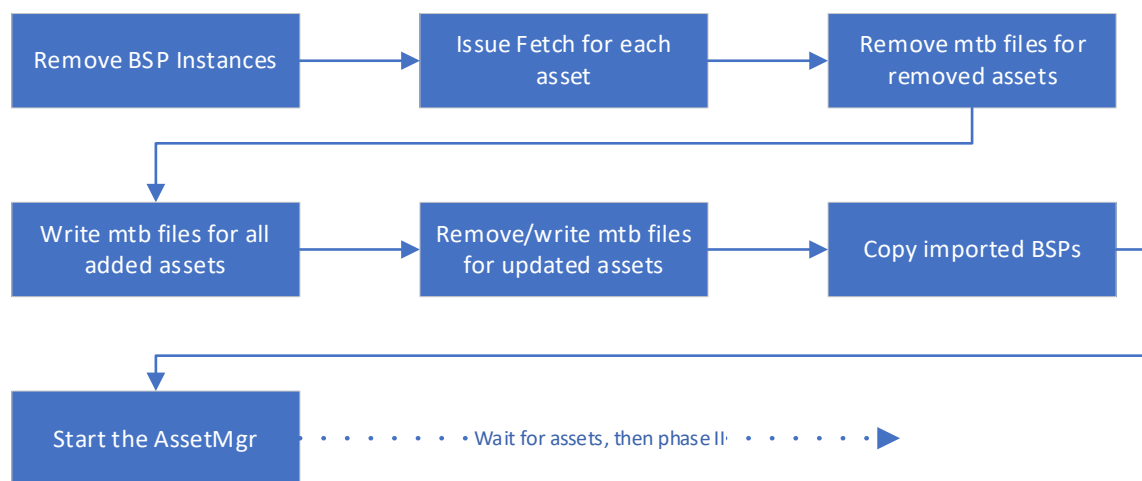 Remove BSP Instances
Issue Fetch for each
asset
Remove mtb files for
removed assets
Write mtb files for all
added assets
Remove/write mtb files
for updated assets
Copy imported BSPs
Start the AssetMgr
Wait for assets, then phase II